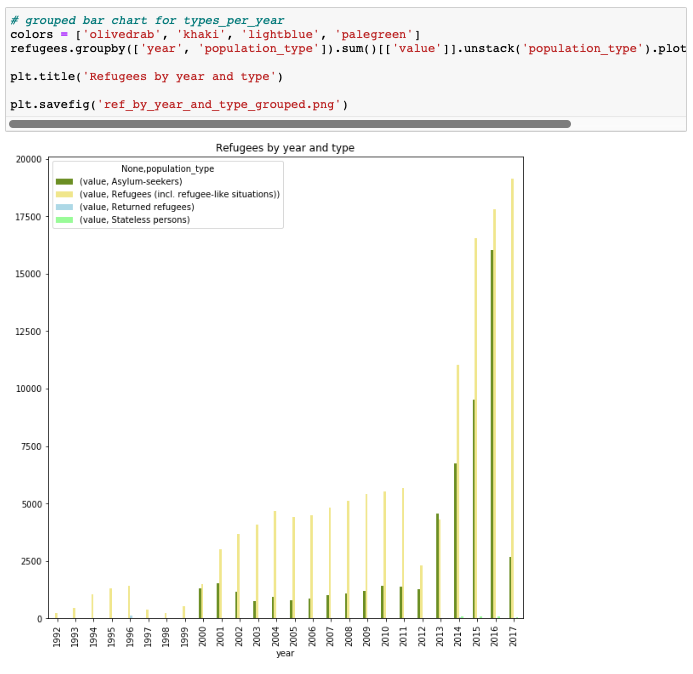 # grouped bar chart for types_per_year
colors = ['olivedrab', 'khaki', 'lightblue', 'palegreen']
refugees.groupby(['year', 'population_type']).sum()[['value']].unstack('population_type').plot
plt.title('Refugees by year and type')
plt.savefig('ref_by_year_and_type_grouped.png')
Refugees by year and type
None,population_type
(value, Asylum-seekers)
(value, Refugees (incl. refugee-like situations))
(value, Returned refugees)
(value, Stateless persons)
20000
17500
15000
12500
10000
7500
5000
2500
0
1992 1993 1994 1995 1996 1997 1998 1999 2000 2001 2002 2003 2004 2005 2006 2007 2008 2009 2010 2011 2012 2013 2014 2015 2016 2017
year